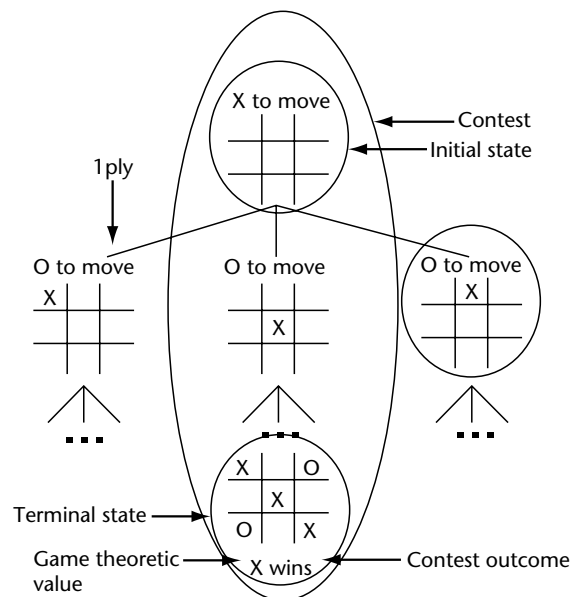 X to move
Contest
Initial state
1ply
O to move
O to move
O to move
X
X
X
X O
X
O X
Terminal state
Game theoretic
value
X wins
Contest outcome